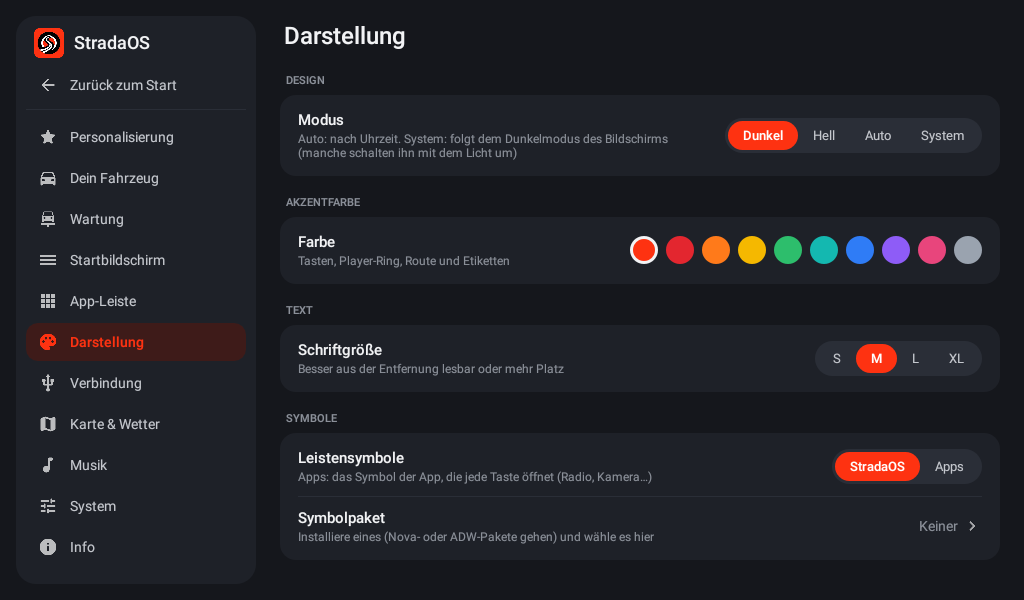 StradaOS
Zurück zum Start
Personalisierung
Dein Fahrzeug
Wartung
Startbildschirm
App-Leiste
Darstellung
Verbindung
Karte & Wetter
Musik
System
Info
Darstellung
DESIGN
Modus
Auto: nach Uhrzeit. System: folgt dem Dunkelmodus des Bildschirms
(manche schalten ihn mit dem Licht um)
Dunkel Hell Auto System
AKZENTFARBE
Farbe
Tasten, Player-Ring, Route und Etiketten
TEXT
Schriftgröße
Besser aus der Entfernung lesbar oder mehr Platz
S M L XL
SYMBOLE
Leistensymbole
Apps: das Symbol der App, die jede Taste öffnet (Radio, Kamera…)
StradaOS Apps
Symbolpaket
Installiere eines (Nova- oder ADW-Pakete gehen) und wähle es hier
Keiner